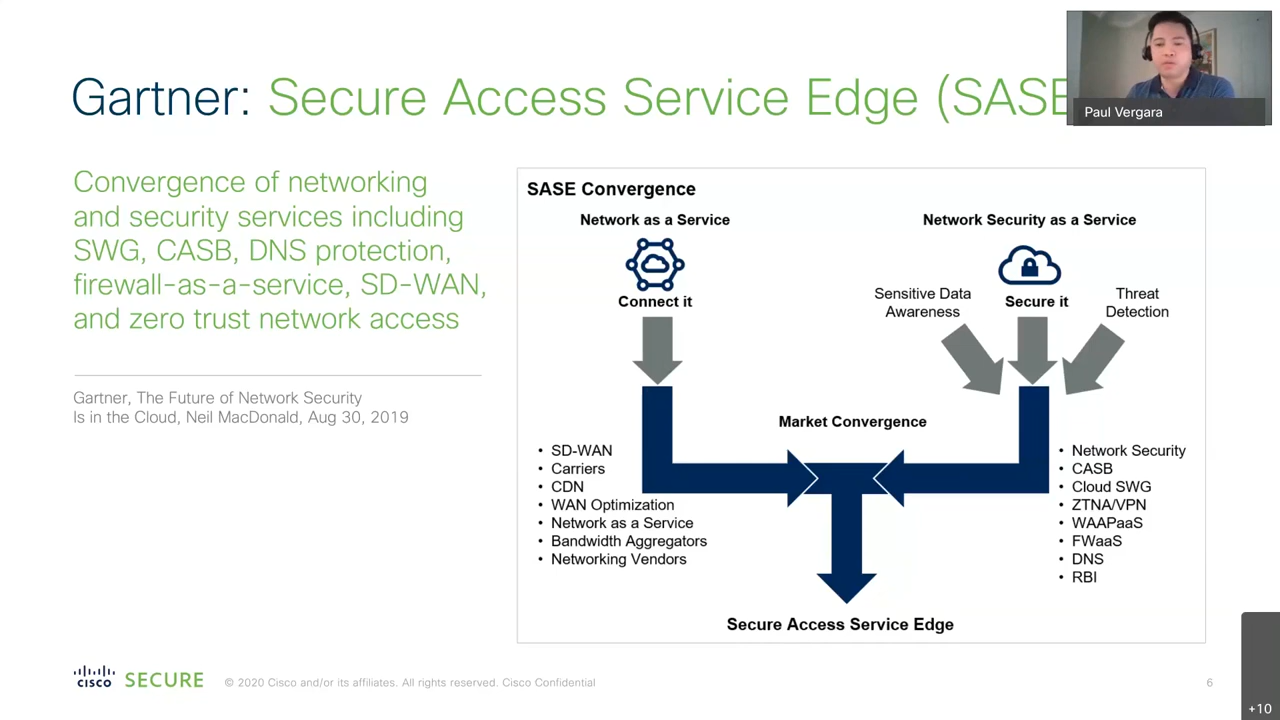 Gartner: Secure Access Service Edge (SASE
Paul Vergara
Convergence of networking
and security services including
SWG, CASB, DNS protection,
firewall-as-a-service, SD-WAN,
and zero trust network access
Gartner, The Future of Network Security
Is in the Cloud, Neil MacDonald, Aug 30, 2019
SASE Convergence
Network as a Service
Connect it
Network Security as a Service
Sensitive Data
Awareness
Secure it
Threat
Detection
Market Convergence
• SD-WAN
• Carriers
• CDN
• WAN Optimization
• Network as a Service
• Bandwidth Aggregators
• Networking Vendors
• Network Security
• CASB
• Cloud SWG
• ZTNA/VPN
• WAAPaaS
• FWaaS
• DNS
• RBI
Secure Access Service Edge
CISCO SECURE
© 2020 Cisco and/or its affiliates. All rights reserved. Cisco Confidential
6
+10